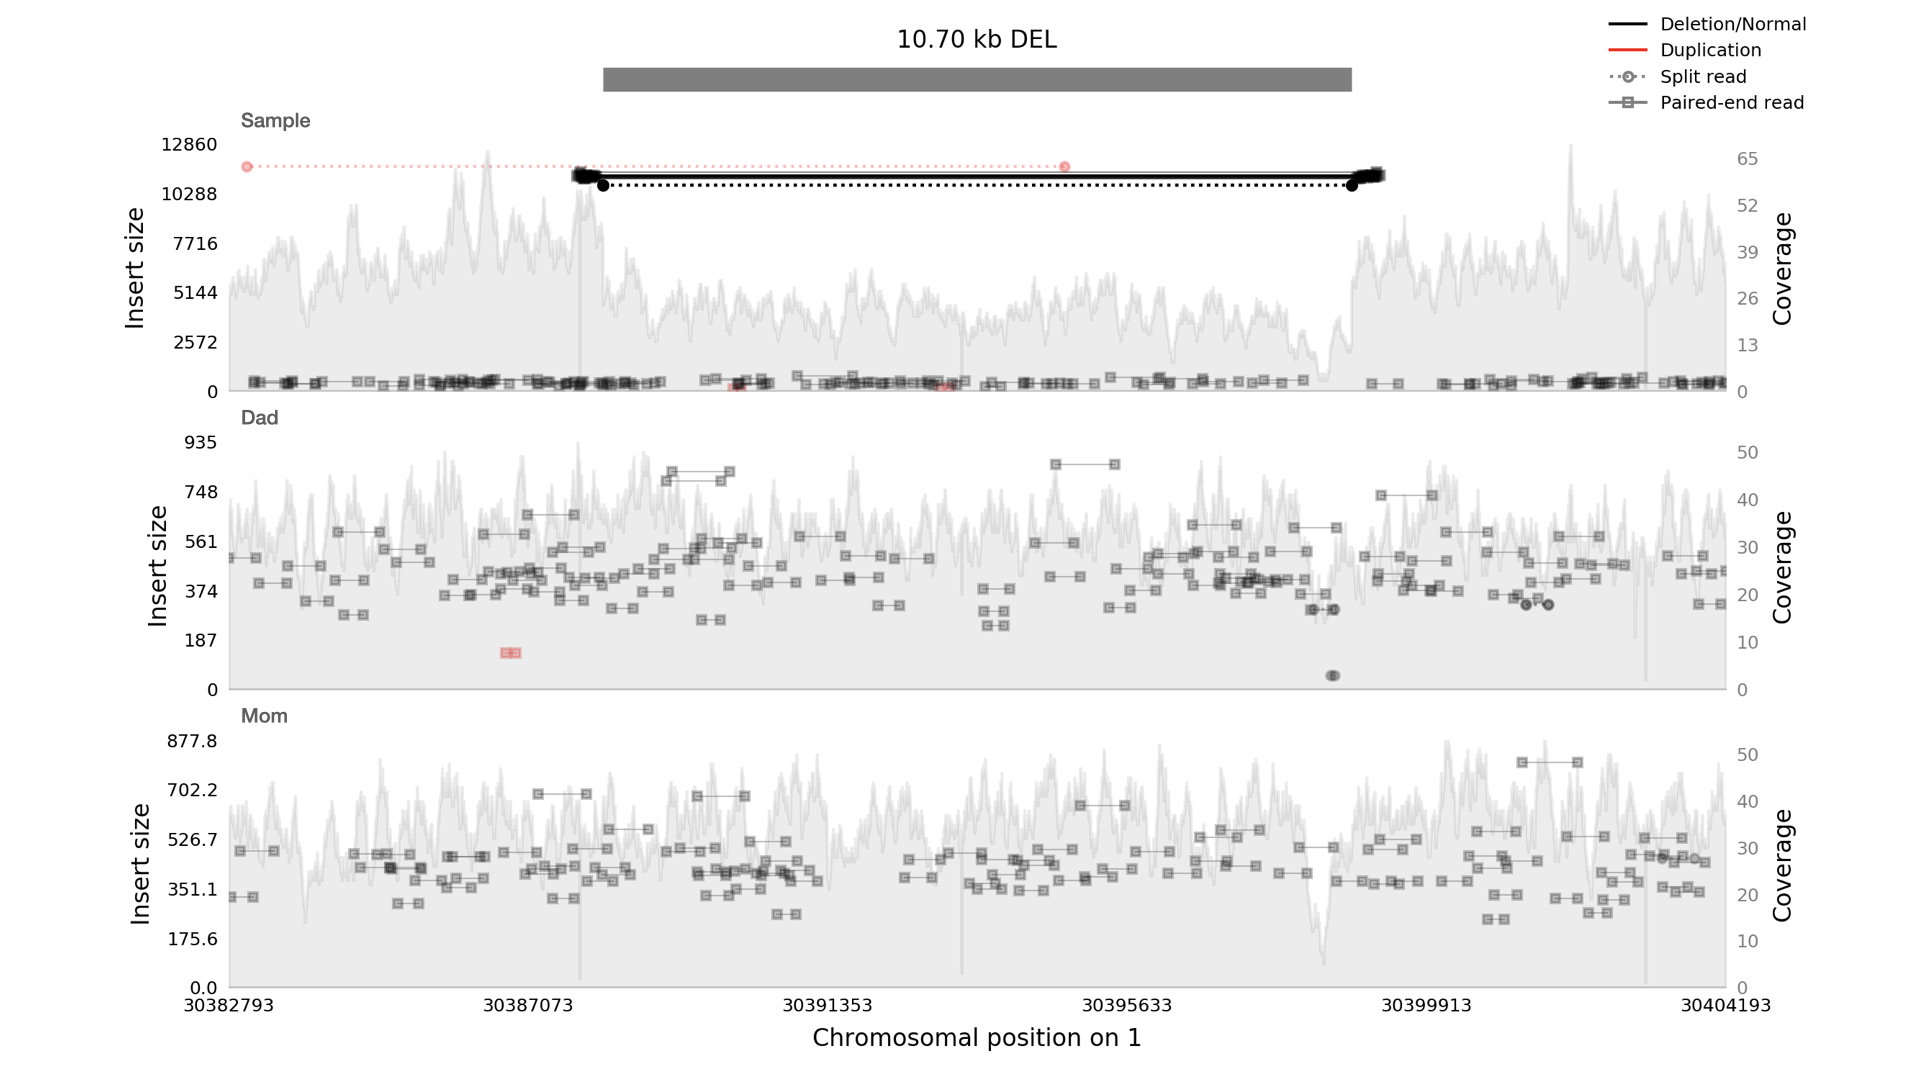 10.70 kb DEL
Deletion/Normal
Duplication
Split read
Paired-end read
Sample
12860
10288
7716
5144
2572
0
Insert size
65
52
39
26
13
0
Coverage
Dad
935
748
561
374
187
0
Insert size
50
40
30
20
10
0
Coverage
Mom
877.8
702.2
526.7
351.1
175.6
0.0
Insert size
50
40
30
20
10
0
Coverage
30382793 30387073 30391353 30395633 30399913 30404193
Chromosomal position on 1